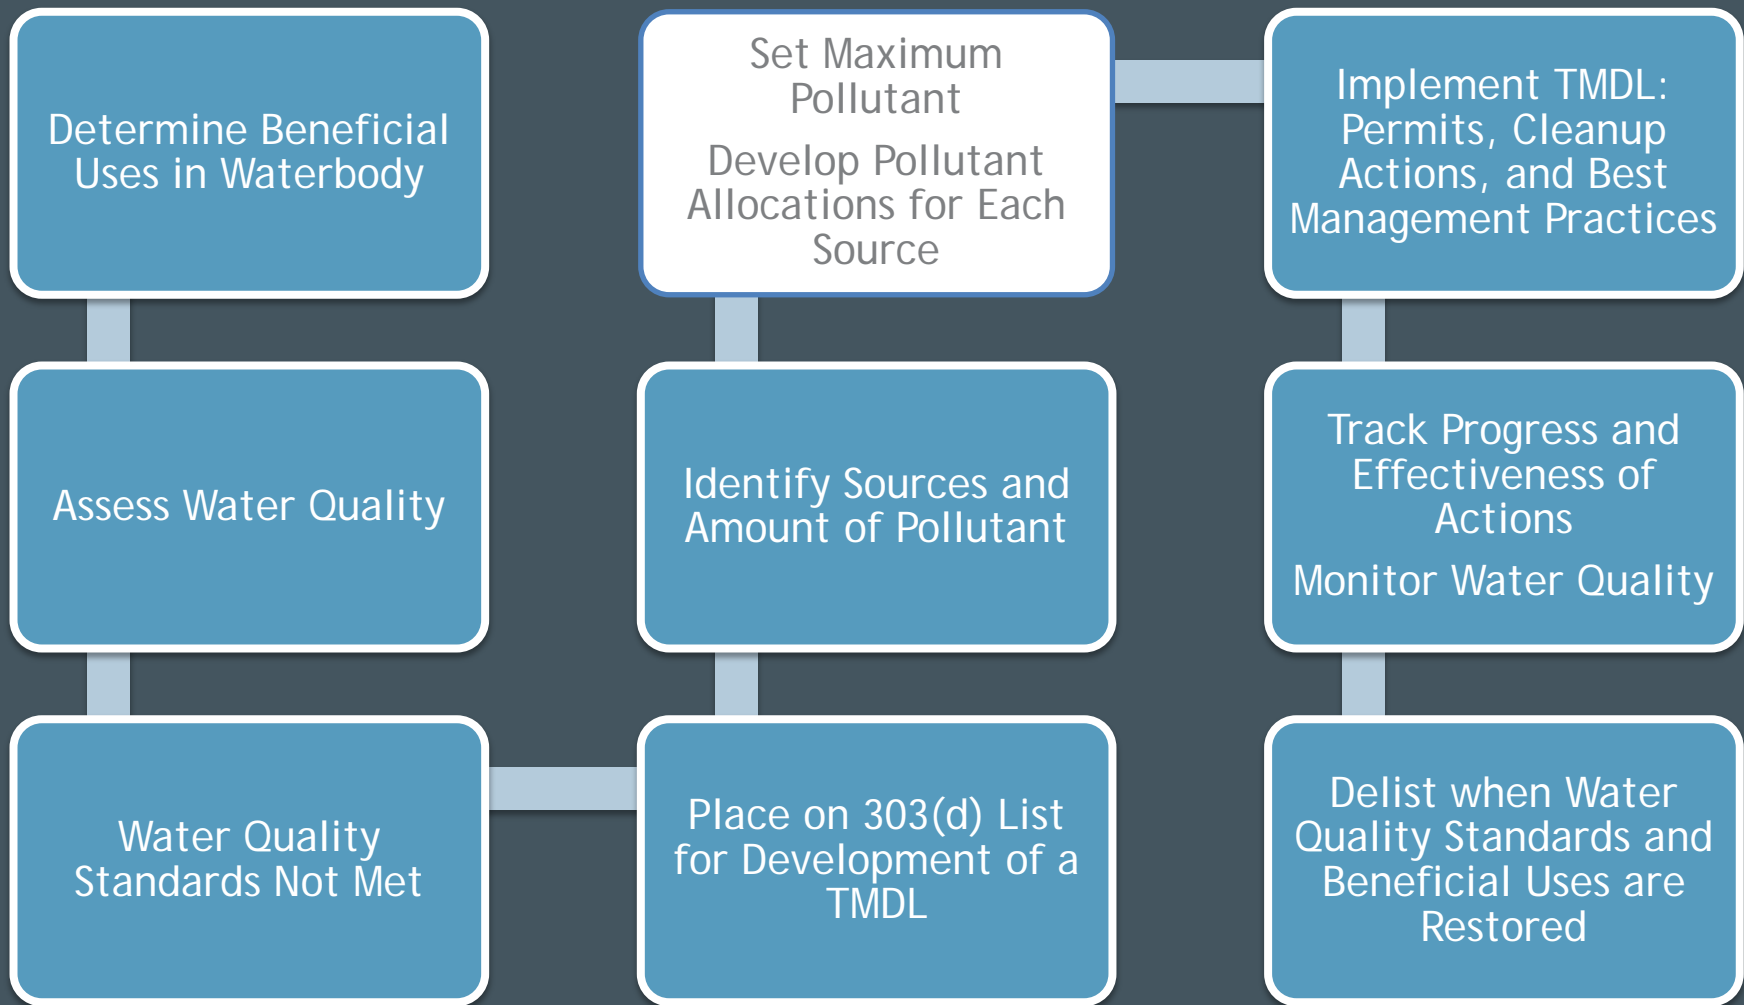 Determine Beneficial
Uses in Waterbody
Assess Water Quality
Water Quality
Standards Not Met
Place on 303(d) List
for Development of a
TMDL
Identify Sources and
Amount of Pollutant
Set Maximum
Pollutant
Develop Pollutant
Allocations for Each
Source
Implement TMDL:
Permits, Cleanup
Actions, and Best
Management Practices
Track Progress and
Effectiveness of
Actions
Monitor Water Quality
Delist when Water
Quality Standards and
Beneficial Uses are
Restored